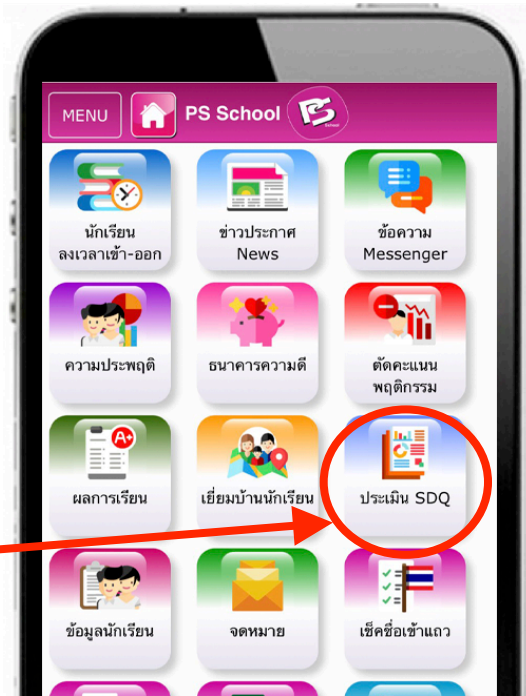 MENU
PS School
PS
School
นักเรียน
ลงเวลาเข้า-ออก
ข่าวประกาศ
News
ข้อความ
Messenger
ความประพฤติ
ธนาคารความดี
ตัดคะแนน
พฤติกรรม
A+
ผลการเรียน
เยี่ยมบ้านนักเรียน
ประเมิน SDQ
ข้อมูลนักเรียน
จดหมาย
เช็คชื่อเข้าแถว